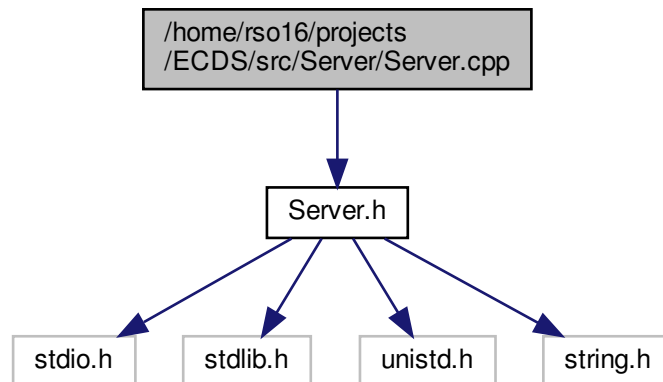 /home/rso16/projects
/ECDS/src/Server/Server.cpp
Server.h
stdio.h
stdlib.h
unistd.h
string.h